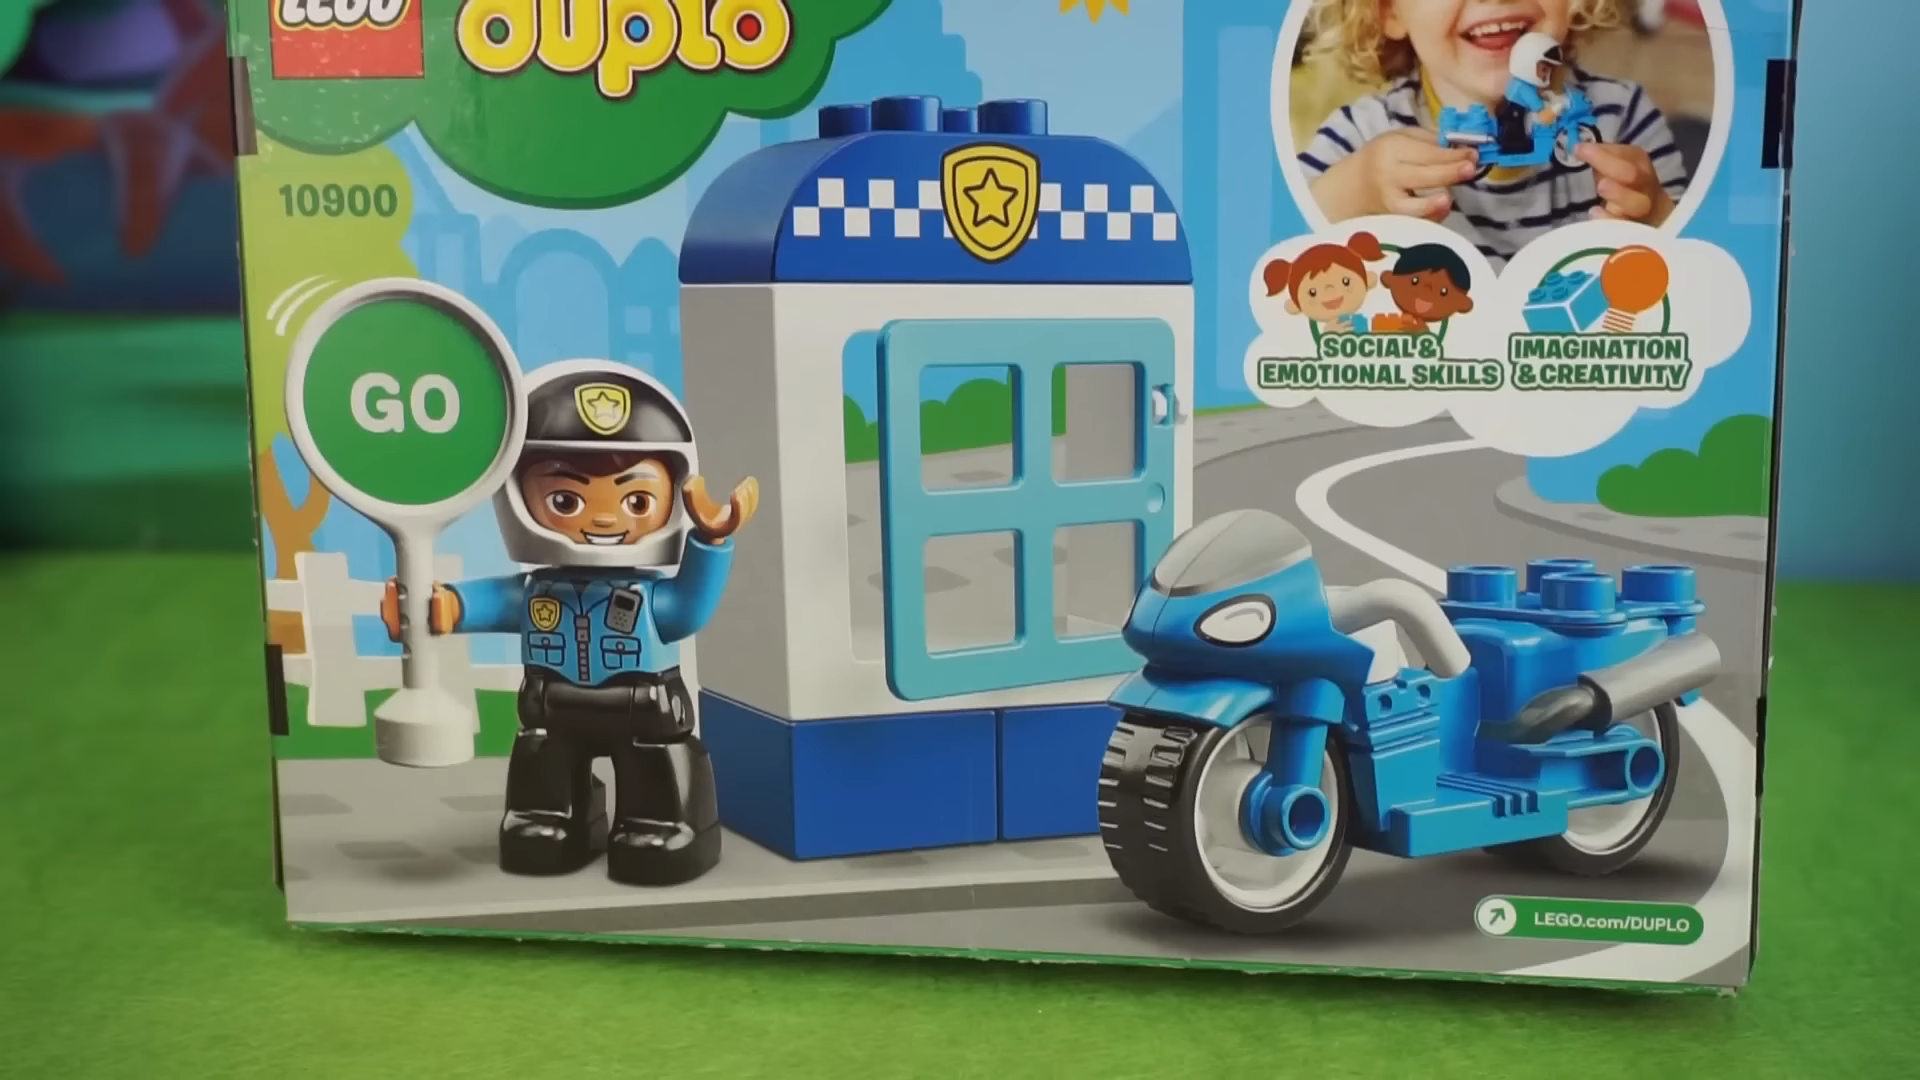 LEGO
duplo
10900
GO
SOCIAL &
EMOTIONAL SKILLS
IMAGINATION
& CREATIVITY
LEGO.com/DUPLO